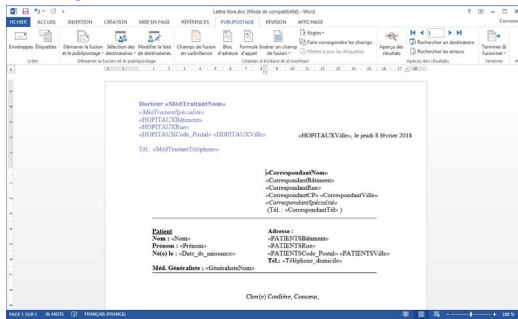 Lettre libre.doc [Mode de compatibilité] - Word
FICHIER ACCUEIL INSERTION CRÉATION MISE EN PAGE RÉFÉRENCES PUBLIPOSTAGE RÉVISION AFFICHAGE
Connexion
Enveloppes Étiquettes
Créer
Démarrer la fusion et le publipostage
Sélection des destinataires
Modifier la liste de destinataires
Démarrer la fusion et le publipostage
Champs de fusion en surbrillance
Bloc d'adresse
Formule d'appel
Insérer un champ de fusion
Règles
Faire correspondre les champs
Mettre à jour les étiquettes
Champs d'écriture et d'insertion
Aperçu des résultats
1
Rechercher un destinataire
Rechercher les erreurs
Aperçu des résultats
Terminer & fusionner
Terminer
Docteur «MédTraitantNom»
«MédTraitantSpécialité»
«HOPITAUXBâtiment»
«HOPITAUXRue»
«HOPITAUXCode_Postal» «HOPITAUXVille»
«HOPITAUXVille», le jeudi 8 février 2018
Tél.: «MédTraitantTéléphone»
«CorrespondantNom»
«CorrespondantBâtiment»
«CorrespondantRue»
«CorrespondantCP» «CorrespondantVille»
«CorrespondantSpécialité»
(Tél. : «CorrespondantTél» )
Patient Adresse :
Nom : «Nom» «PATIENTSBâtiment»
Prénom : «Prénom» «PATIENTSRue»
Né(e) le : «Date_de_naissance» «PATIENTSCode_Postal» «PATIENTSVille»
Tél.: «Téléphone_domicile»
Méd. Généraliste : «GénéralisteNom»
Cher(e) Confrère, Consœur,
PAGE 1 SUR 1 36 MOTS FRANÇAIS (FRANCE) 100 %